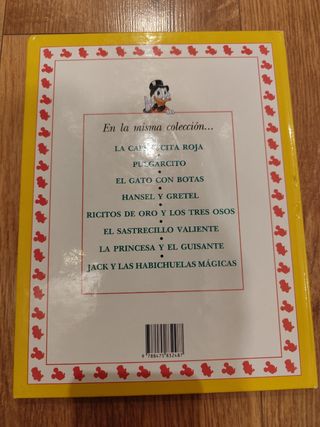 En la misma colección...
LA CAPERUCITA ROJA
PULGARCITO
EL GATO CON BOTAS
HANSEL Y GRETEL
RICITOS DE ORO Y LOS TRES OSOS
EL SASTRECILLO VALIENTE
LA PRINCESA Y EL GUISANTE
JACK Y LAS HABICHUELAS MÁGICAS